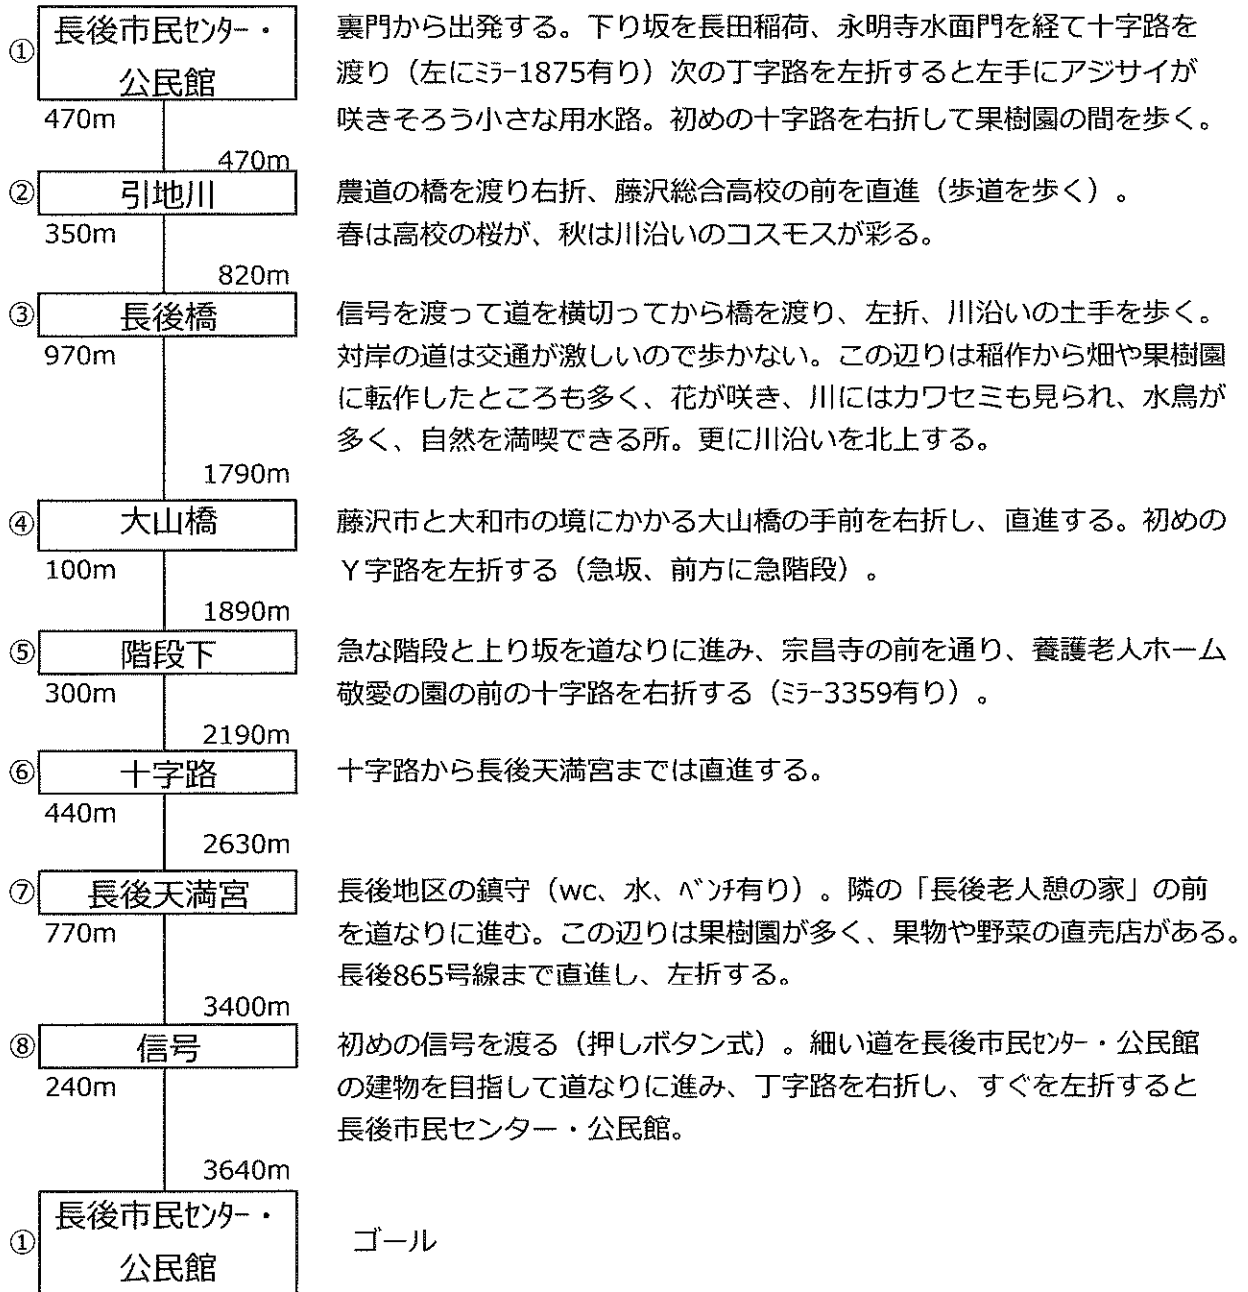 ① 長後市民ｾﾝﾀｰ・
公民館
裏門から出発する。下り坂を長田稲荷、永明寺水面門を経て十字路を
渡り（左にﾐﾗｰ1875有り）次の丁字路を左折すると左手にアジサイが
咲きそろう小さな用水路。初めの十字路を右折して果樹園の間を歩く。
470m
470m
② 引地川
農道の橋を渡り右折、藤沢総合高校の前を直進（歩道を歩く）。
春は高校の桜が、秋は川沿いのコスモスが彩る。
350m
820m
③ 長後橋
信号を渡って道を横切ってから橋を渡り、左折、川沿いの土手を歩く。
対岸の道は交通が激しいので歩かない。この辺りは稲作から畑や果樹園
に転作したところも多く、花が咲き、川にはカワセミも見られ、水鳥が
多く、自然を満喫できる所。更に川沿いを北上する。
970m
1790m
④ 大山橋
藤沢市と大和市の境にかかる大山橋の手前を右折し、直進する。初めの
Ｙ字路を左折する（急坂、前方に急階段）。
100m
1890m
⑤ 階段下
急な階段と上り坂を道なりに進み、宗昌寺の前を通り、養護老人ホーム
敬愛の園の前の十字路を右折する（ﾐﾗｰ3359有り）。
300m
2190m
⑥ 十字路
十字路から長後天満宮までは直進する。
440m
2630m
⑦ 長後天満宮
長後地区の鎮守（wc、水、ﾍﾞﾝﾁ有り）。隣の「長後老人憩の家」の前
を道なりに進む。この辺りは果樹園が多く、果物や野菜の直売店がある。
長後865号線まで直進し、左折する。
770m
3400m
⑧ 信号
初めの信号を渡る（押しボタン式）。細い道を長後市民ｾﾝﾀｰ・公民館
の建物を目指して道なりに進み、丁字路を右折し、すぐを左折すると
長後市民センター・公民館。
240m
3640m
① 長後市民ｾﾝﾀｰ・
公民館
ゴール